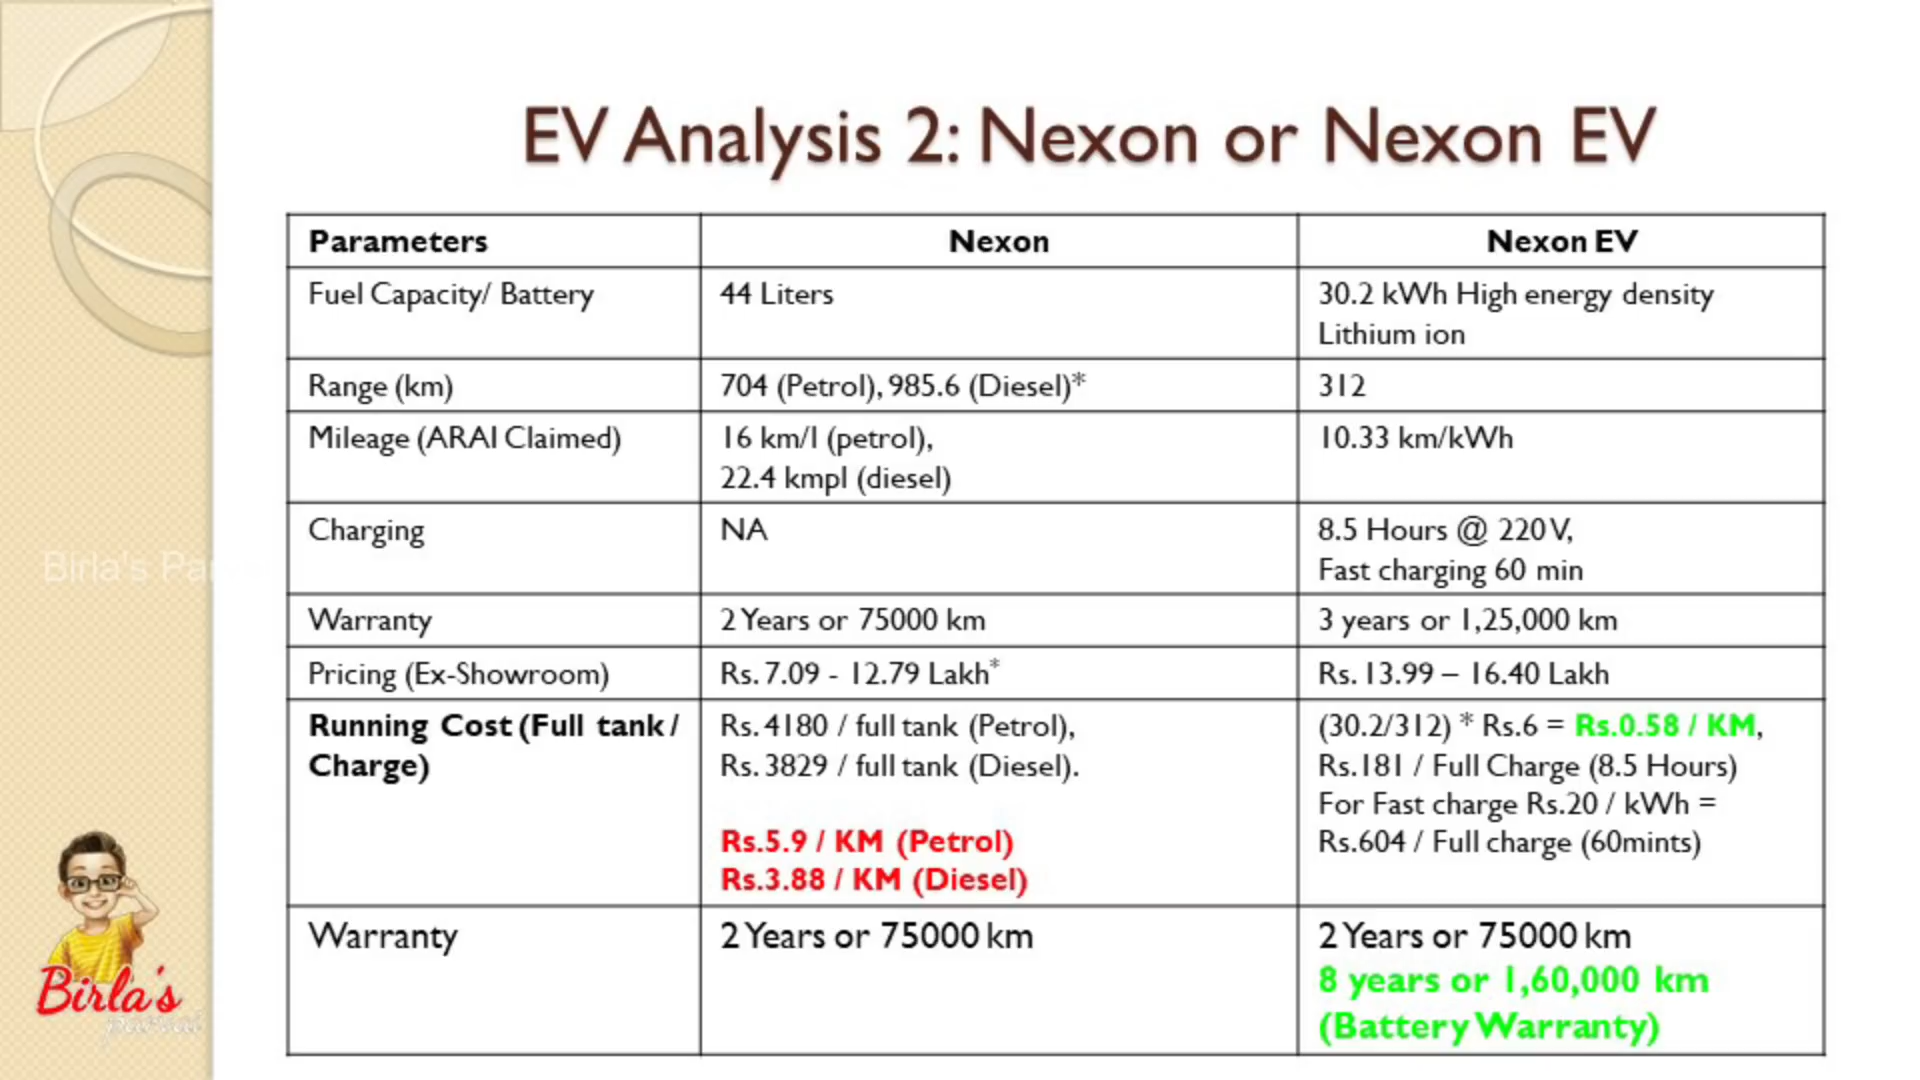 EV Analysis 2: Nexon or Nexon EV
Parameters Nexon Nexon EV
Fuel Capacity/ Battery 44 Liters 30.2 kWh High energy density
Lithium ion
Range (km) 704 (Petrol), 985.6 (Diesel)* 312
Mileage (ARAI Claimed) 16 km/l (petrol), 10.33 km/kWh
22.4 kmpl (diesel)
Charging NA 8.5 Hours @ 220 V,
Fast charging 60 min
Warranty 2 Years or 75000 km 3 years or 1,25,000 km
Pricing (Ex-Showroom) Rs. 7.09 - 12.79 Lakh* Rs. 13.99 – 16.40 Lakh
Running Cost (Full tank / Rs. 4180 / full tank (Petrol), (30.2/312) * Rs.6 = Rs.0.58 / KM,
Charge) Rs. 3829 / full tank (Diesel). Rs.181 / Full Charge (8.5 Hours)
For Fast charge Rs.20 / kWh =
Rs.5.9 / KM (Petrol) Rs.604 / Full charge (60mints)
Rs.3.88 / KM (Diesel)
Warranty 2 Years or 75000 km 2 Years or 75000 km
8 years or 1,60,000 km
(Battery Warranty)
Birla's
Birla's
parvai